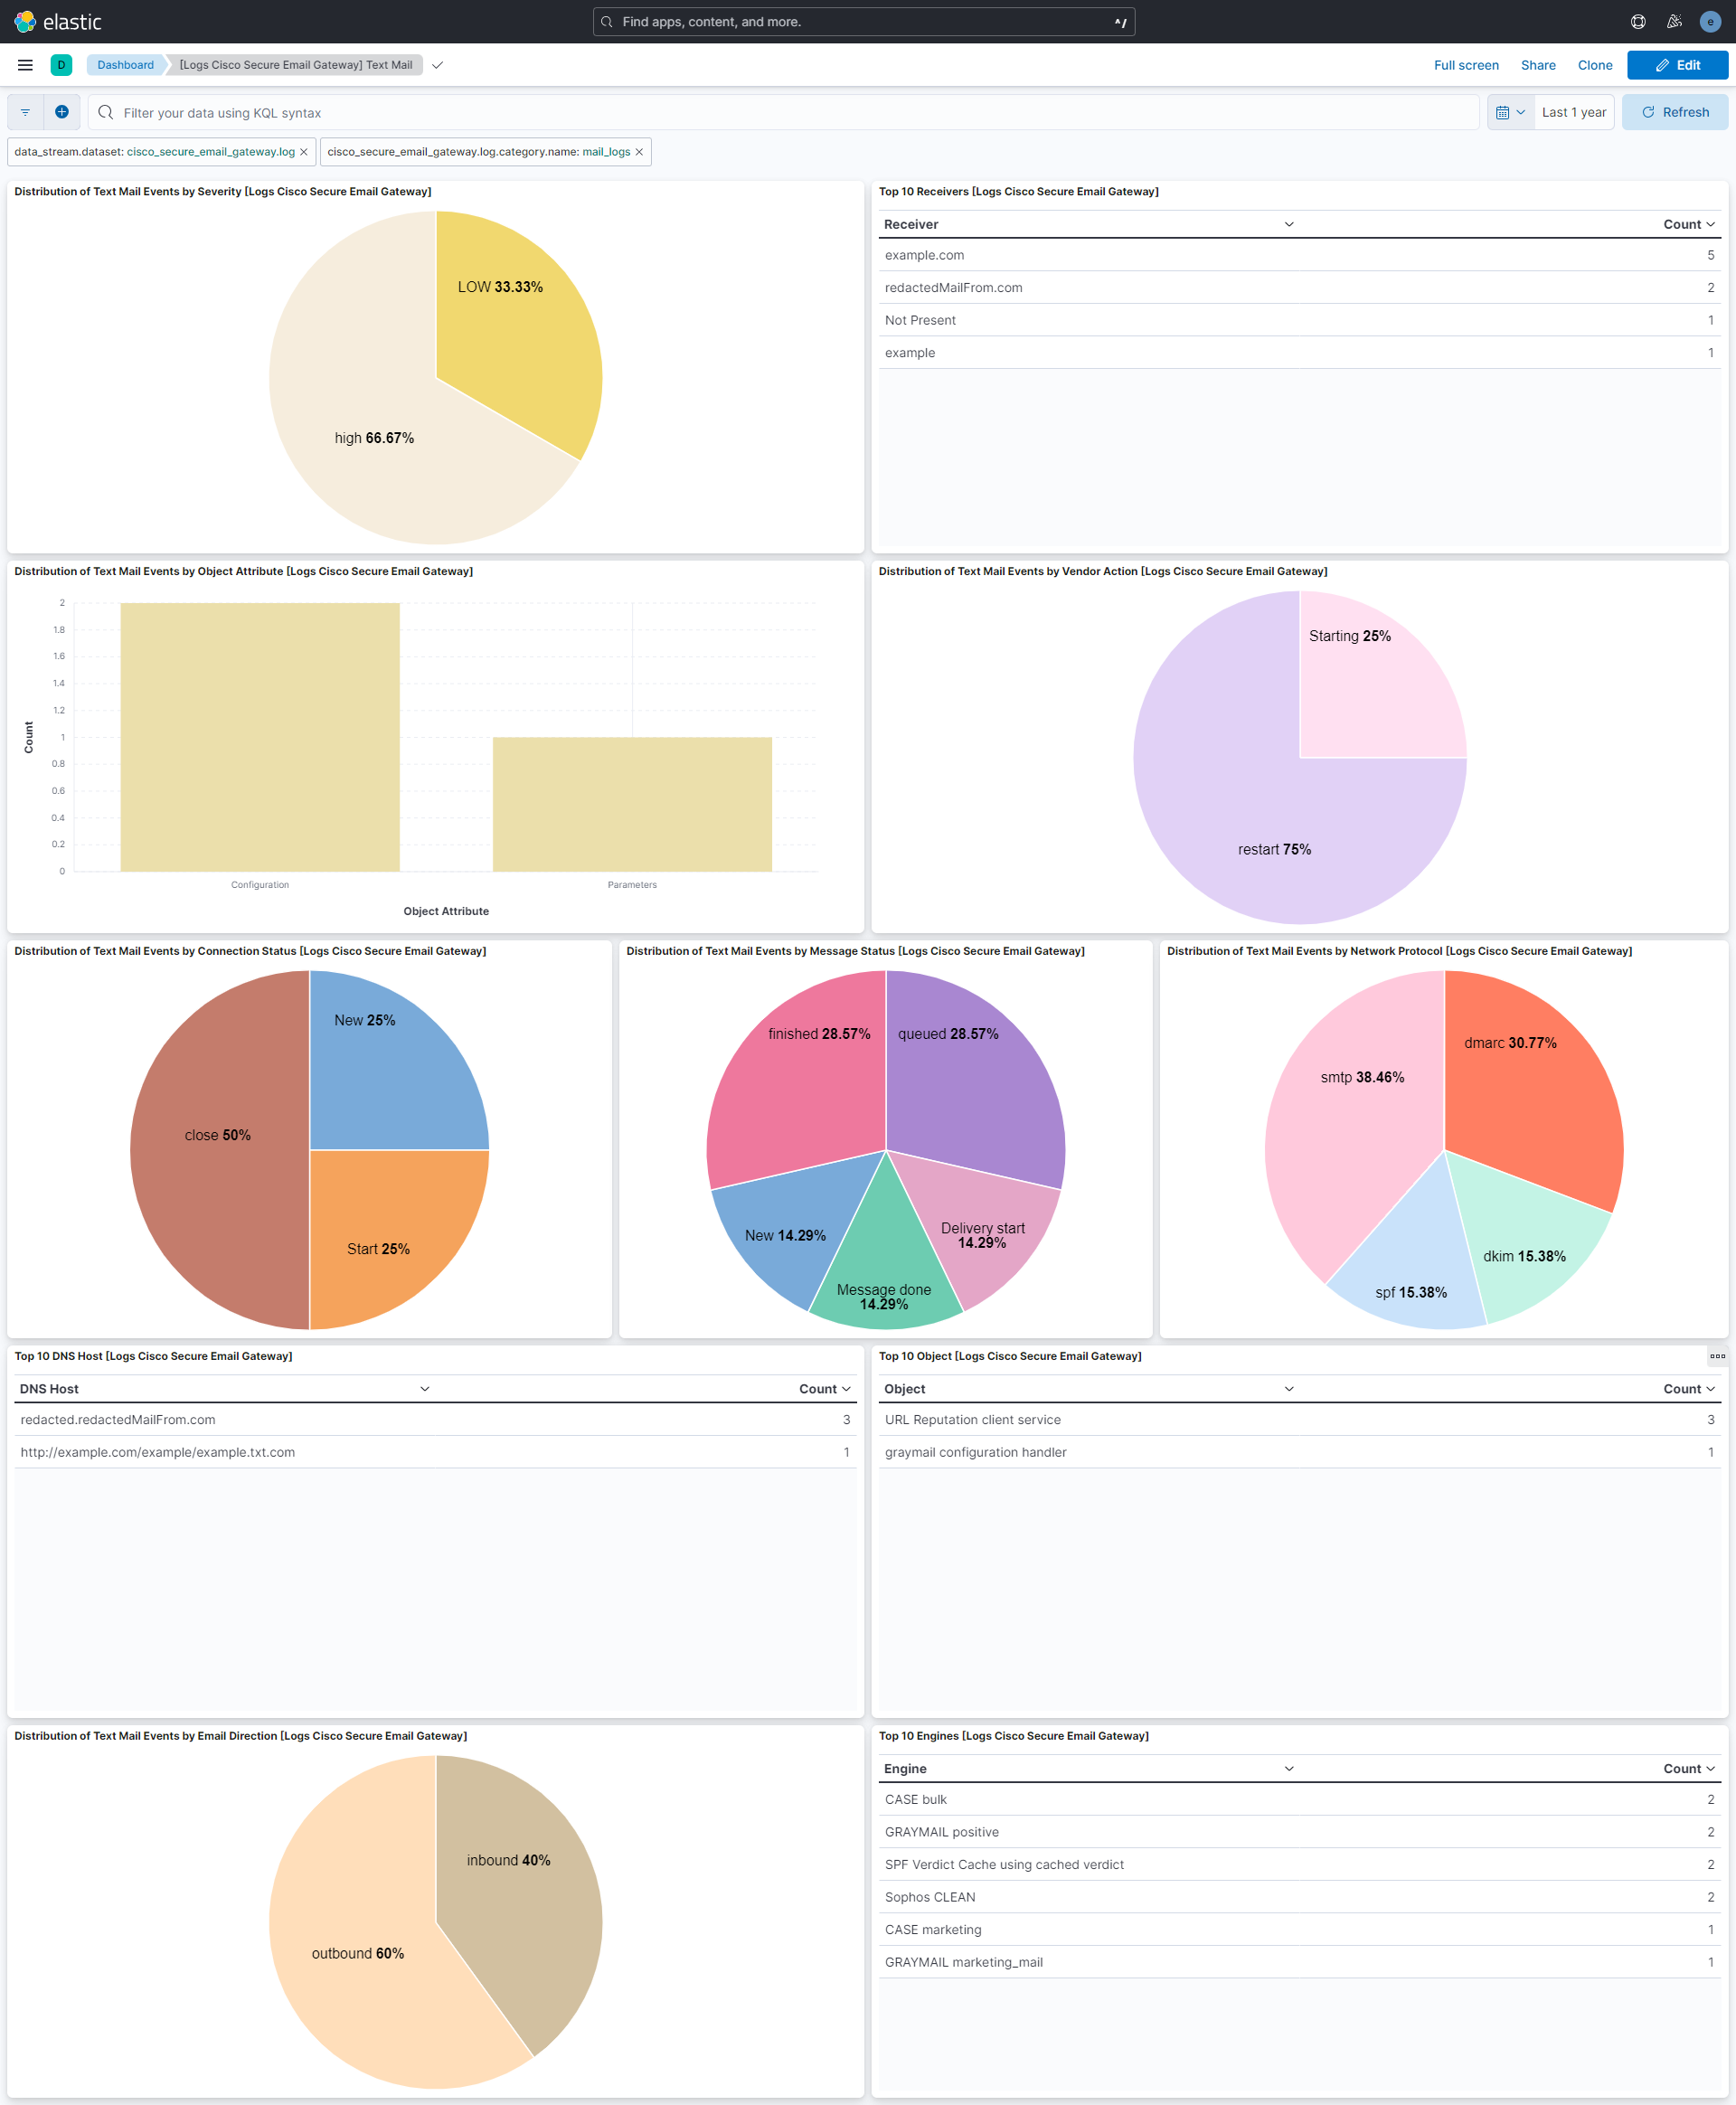 elastic
Find apps, content, and more.
^/
e
D
Dashboard
[Logs Cisco Secure Email Gateway] Text Mail
Full screen
Share
Clone
Edit
Filter your data using KQL syntax
Last 1 year
Refresh
data_stream.dataset: cisco_secure_email_gateway.log
cisco_secure_email_gateway.log.category.name: mail_logs
Distribution of Text Mail Events by Severity [Logs Cisco Secure Email Gateway]
LOW 33.33%
high 66.67%
Top 10 Receivers [Logs Cisco Secure Email Gateway]
Receiver Count
example.com 5
redactedMailFrom.com 2
Not Present 1
example 1
Distribution of Text Mail Events by Object Attribute [Logs Cisco Secure Email Gateway]
2
1.8
1.6
1.4
1.2
1
0.8
0.6
0.4
0.2
0
Count
Configuration Parameters
Object Attribute
Distribution of Text Mail Events by Vendor Action [Logs Cisco Secure Email Gateway]
Starting 25%
restart 75%
Distribution of Text Mail Events by Connection Status [Logs Cisco Secure Email Gateway]
New 25%
close 50%
Start 25%
Distribution of Text Mail Events by Message Status [Logs Cisco Secure Email Gateway]
finished 28.57%
queued 28.57%
New 14.29%
Delivery start
14.29%
Message done
14.29%
Distribution of Text Mail Events by Network Protocol [Logs Cisco Secure Email Gateway]
dmarc 30.77%
smtp 38.46%
dkim 15.38%
spf 15.38%
Top 10 DNS Host [Logs Cisco Secure Email Gateway]
DNS Host Count
redacted.redactedMailFrom.com 3
http://example.com/example/example.txt.com 1
Top 10 Object [Logs Cisco Secure Email Gateway]
Object Count
URL Reputation client service 3
graymail configuration handler 1
Distribution of Text Mail Events by Email Direction [Logs Cisco Secure Email Gateway]
inbound 40%
outbound 60%
Top 10 Engines [Logs Cisco Secure Email Gateway]
Engine Count
CASE bulk 2
GRAYMAIL positive 2
SPF Verdict Cache using cached verdict 2
Sophos CLEAN 2
CASE marketing 1
GRAYMAIL marketing_mail 1